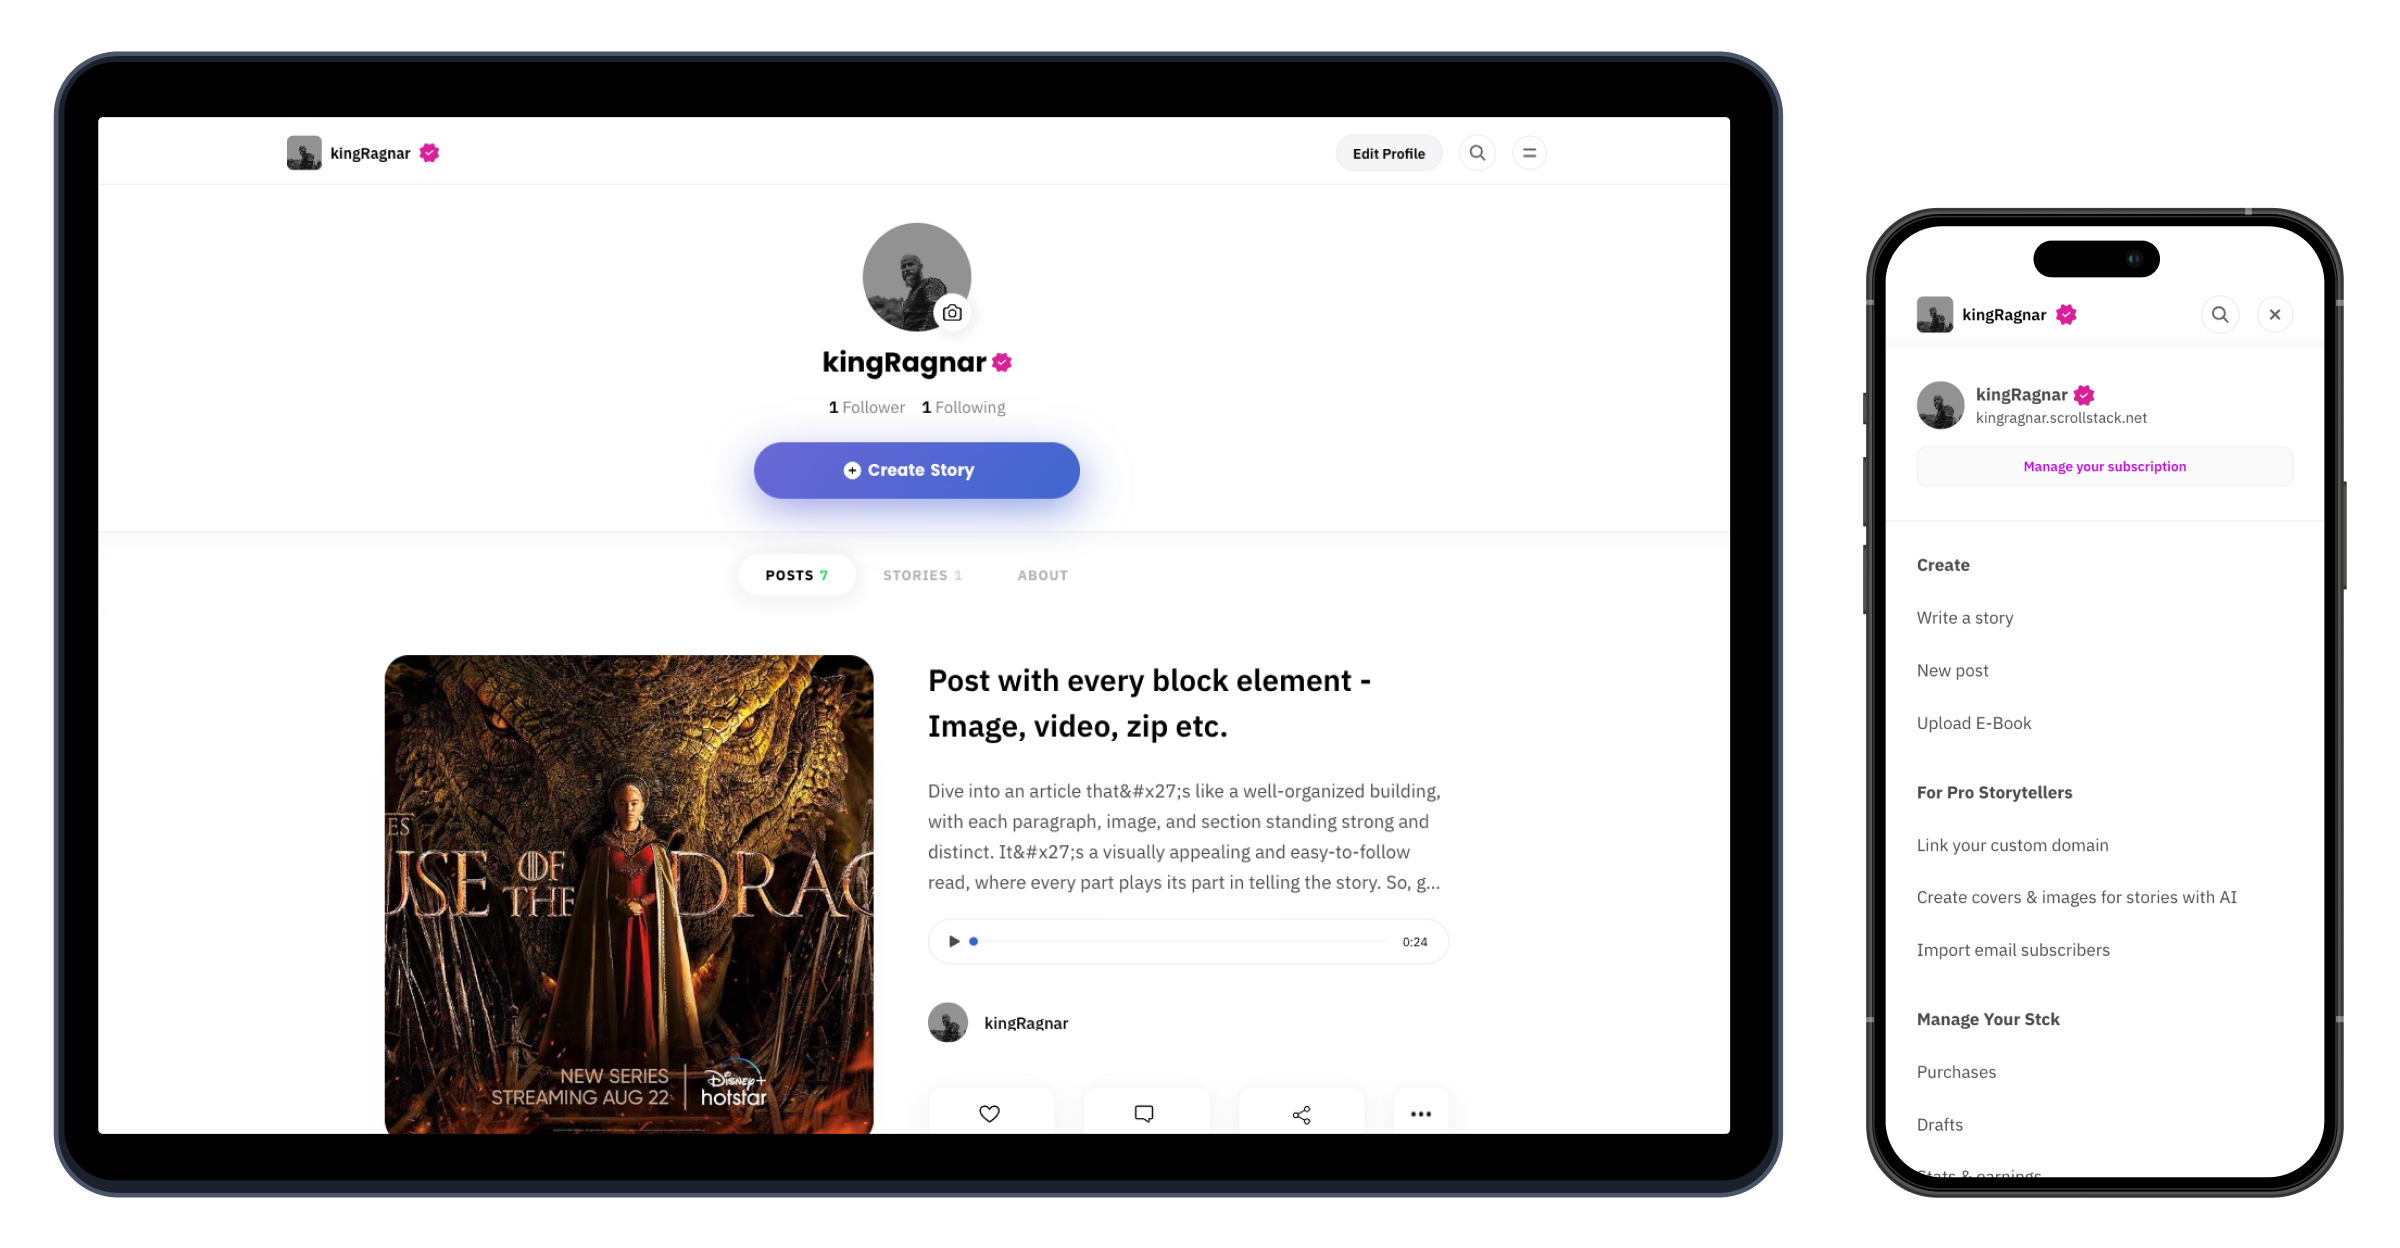 kingRagnar
Edit Profile
kingRagnar
1 Follower 1 Following
Create Story
POSTS 7 STORIES 1 ABOUT
ES
USE OF THE DRAG
NEW SERIES
STREAMING AUG 22
Disney+
hotstar
Post with every block element -
Image, video, zip etc.
Dive into an article that&#x27;s like a well-organized building,
with each paragraph, image, and section standing strong and
distinct. It&#x27;s a visually appealing and easy-to-follow
read, where every part plays its part in telling the story. So, g...
0:24
kingRagnar
kingRagnar
kingRagnar
kingragnar.scrollstack.net
Manage your subscription
Create
Write a story
New post
Upload E-Book
For Pro Storytellers
Link your custom domain
Create covers & images for stories with AI
Import email subscribers
Manage Your Stck
Purchases
Drafts
Stats & earnings